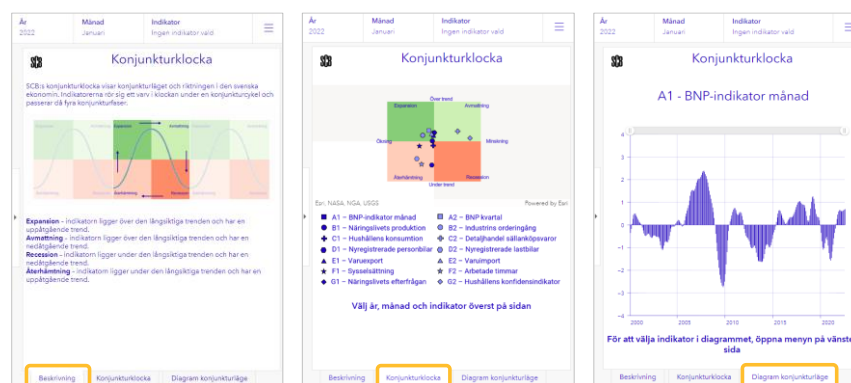 År
2022
Månad
Januari
Indikator
Ingen indikator vald
SCB
Konjunkturklocka
SCB:s konjunkturklocka visar konjunkturläget och riktningen i den svenska
ekonomin. Indikatorerna rör sig ett varv i klockan under en konjunkturcykel och
passerar då fyra konjunkturfaser.
Expansion
Avmattning
Återhämtning
Recession
Expansion – indikatorn ligger över den långsiktiga trenden och har en
uppåtgående trend.
Avmattning – indikatorn ligger över den långsiktiga trenden och har en
nedåtgående trend.
Recession – indikatorn ligger under den långsiktiga trenden och har en
nedåtgående trend.
Återhämtning – indikatorn ligger under den långsiktiga trenden och har en
uppåtgående trend.
Beskrivning
Konjunkturklocka
Diagram konjunkturläge
År
2022
Månad
Januari
Indikator
Ingen indikator vald
SCB
Konjunkturklocka
Över trend
Expansion
Avmattning
Ökning
Minskning
Återhämtning
Recession
Under trend
Esri, NASA, NGA, USGS
Powered by Esri
A1 – BNP-indikator månad
A2 – BNP kvartal
B1 – Näringslivets produktion
B2 – Industrins orderingång
C1 – Hushållens konsumtion
C2 – Detaljhandel sällanköpsvaror
D1 – Nyregistrerade personbilar
D2 – Nyregistrerade lastbilar
E1 – Varuexport
E2 – Varuimport
F1 – Sysselsättning
F2 – Arbetade timmar
G1 – Näringslivets efterfrågan
G2 – Hushållens konfidensindikator
Välj år, månad och indikator överst på sidan
Beskrivning
Konjunkturklocka
Diagram konjunkturläge
År
2022
Månad
Januari
Indikator
Ingen indikator vald
SCB
Konjunkturklocka
A1 - BNP-indikator månad
4
3
2
1
0
−1
−2
−3
−4
2000
2005
2010
2015
2020
För att välja indikator i diagrammet, öppna menyn på vänste
sida
Beskrivning
Konjunkturklocka
Diagram konjunkturläge